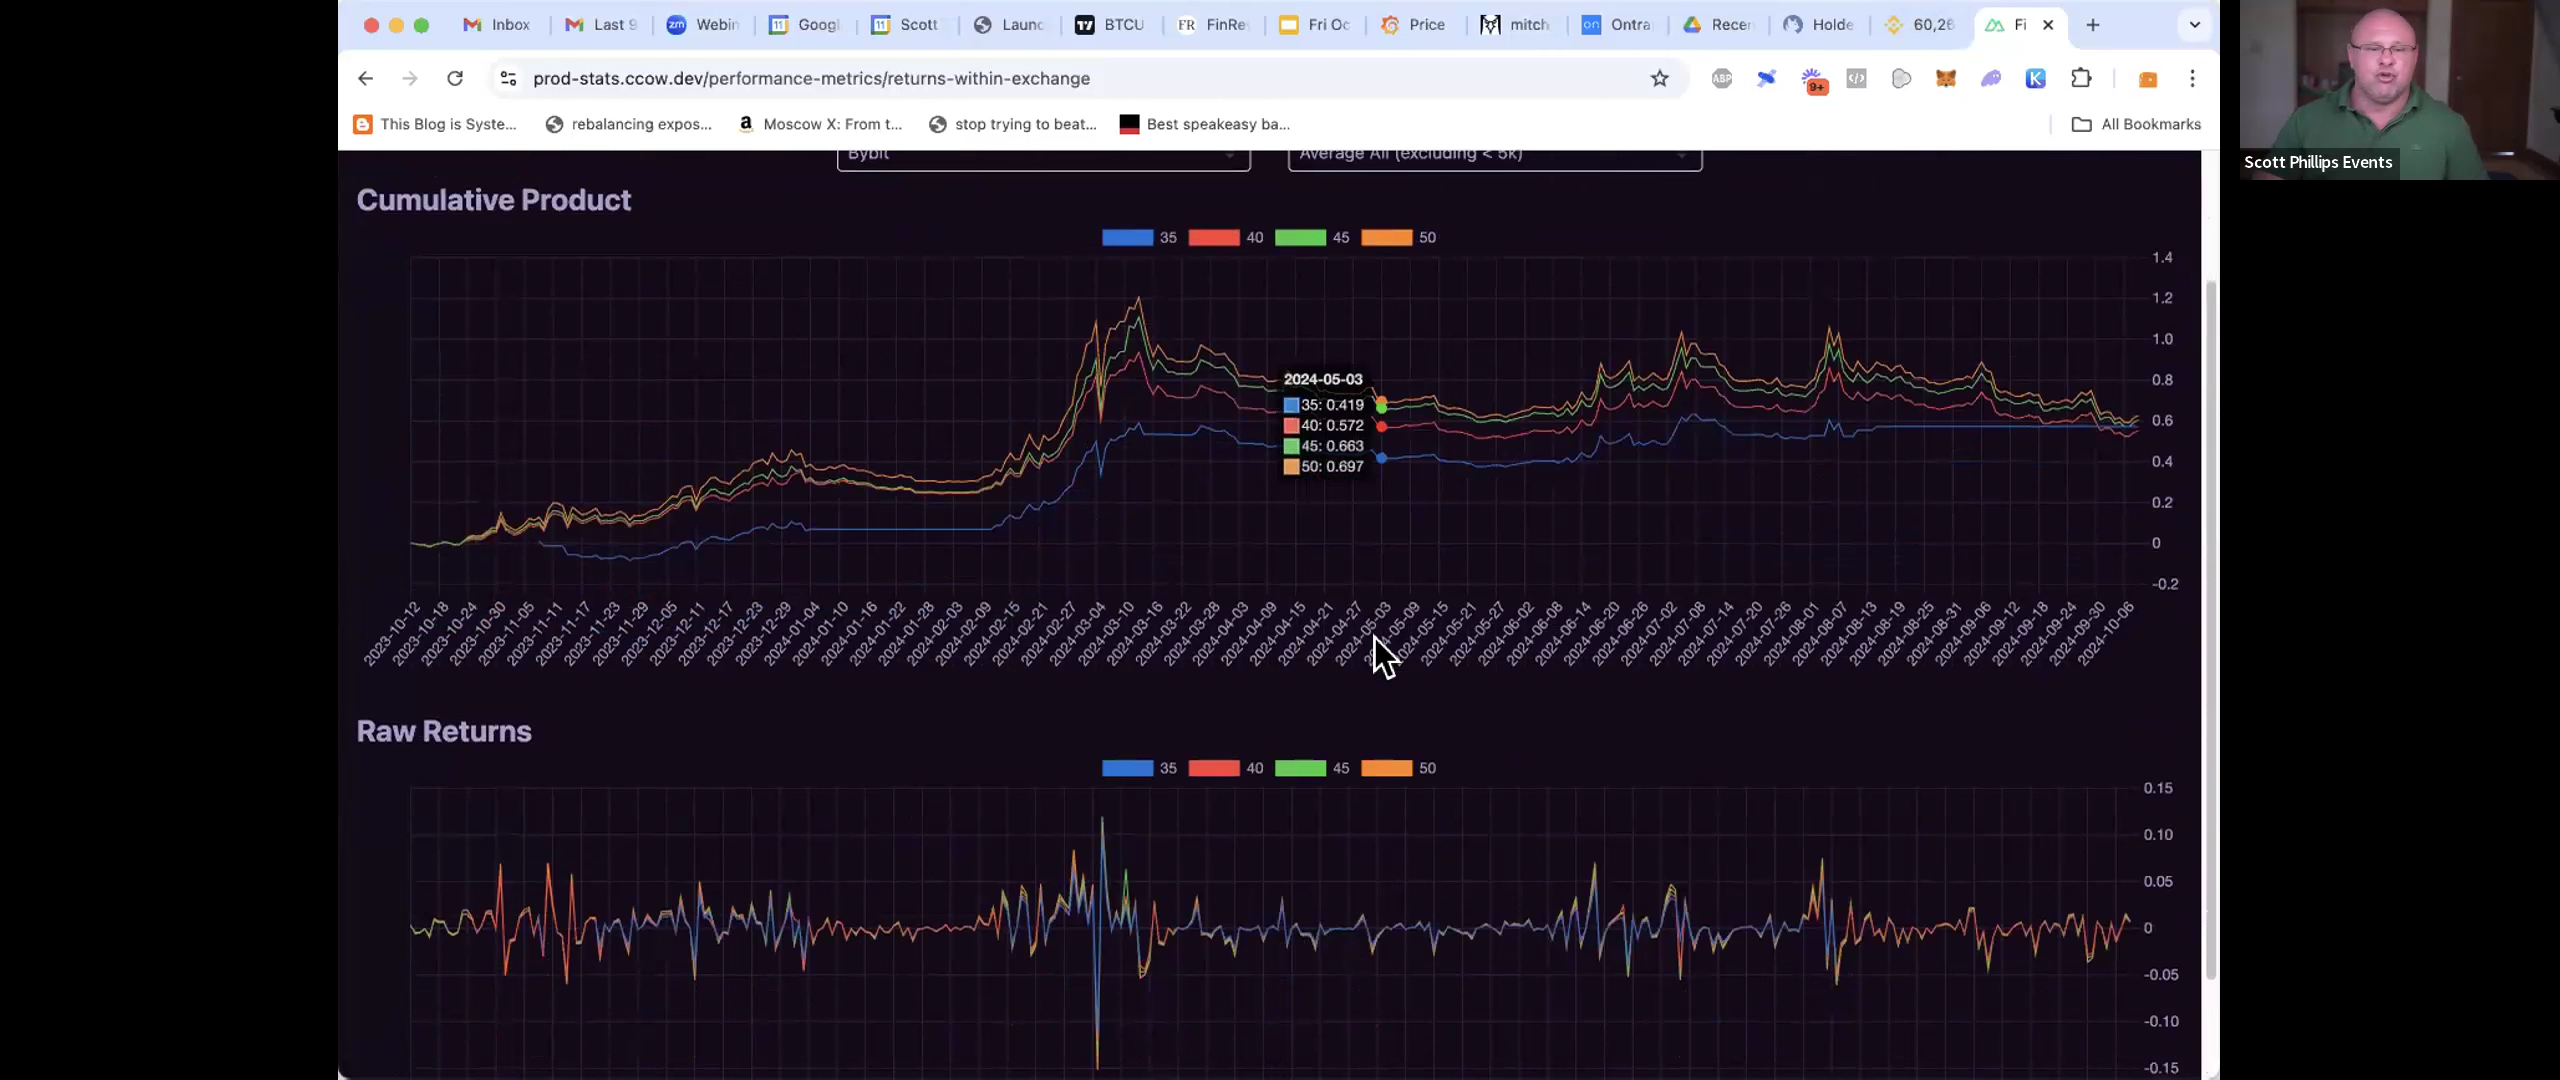 Inbox
Last 9
Webin
Googl
Scott
Launc
BTCU
FinRe
Fri Oc
Price
mitch
Ontra
Recen
Holde
60,26
Fi
prod-stats.ccow.dev/performance-metrics/returns-within-exchange
ABP
9+
This Blog is Syste...
rebalancing expos...
Moscow X: From t...
stop trying to beat...
Best speakeasy ba...
All Bookmarks
Scott Phillips Events
Bybit
Average All (excluding < 5k)
Cumulative Product
35 40 45 50
1.4
1.2
1.0
0.8
0.6
0.4
0.2
0
-0.2
2024-05-03
35: 0.419
40: 0.572
45: 0.663
50: 0.697
2023-10-12
2023-10-18
2023-10-24
2023-10-30
2023-11-05
2023-11-11
2023-11-17
2023-11-23
2023-11-29
2023-12-05
2023-12-11
2023-12-17
2023-12-23
2023-12-29
2024-01-04
2024-01-10
2024-01-16
2024-01-22
2024-01-28
2024-02-03
2024-02-09
2024-02-15
2024-02-21
2024-02-27
2024-03-04
2024-03-10
2024-03-16
2024-03-22
2024-03-28
2024-04-03
2024-04-09
2024-04-15
2024-04-21
2024-04-27
2024-05-03
2024-05-09
2024-05-15
2024-05-21
2024-05-27
2024-06-02
2024-06-08
2024-06-14
2024-06-20
2024-06-26
2024-07-02
2024-07-08
2024-07-14
2024-07-20
2024-07-26
2024-08-01
2024-08-07
2024-08-13
2024-08-19
2024-08-25
2024-08-31
2024-09-06
2024-09-12
2024-09-18
2024-09-24
2024-09-30
2024-10-06
Raw Returns
35 40 45 50
0.15
0.10
0.05
0
-0.05
-0.10
-0.15